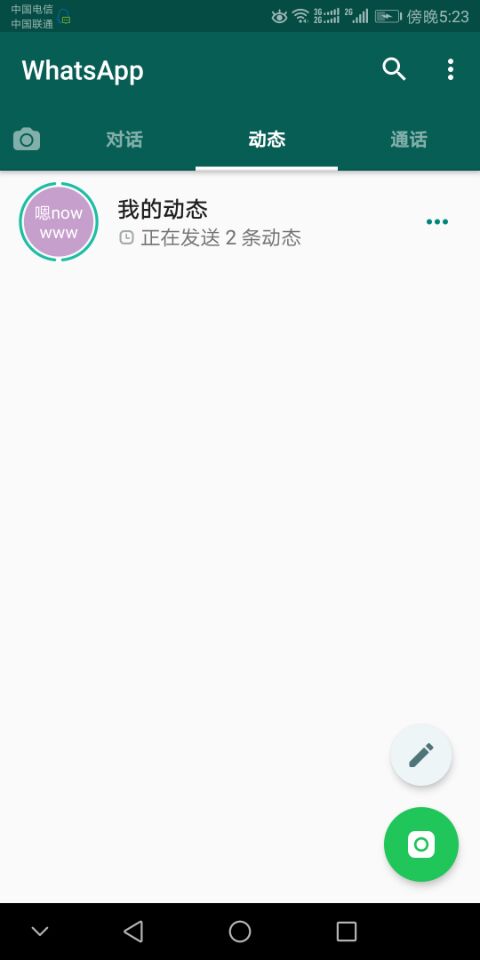 中国电信
中国联通
3G
2G
2G
傍晚5:23
WhatsApp
对话
动态
通话
嗯now
www
我的动态
正在发送 2 条动态